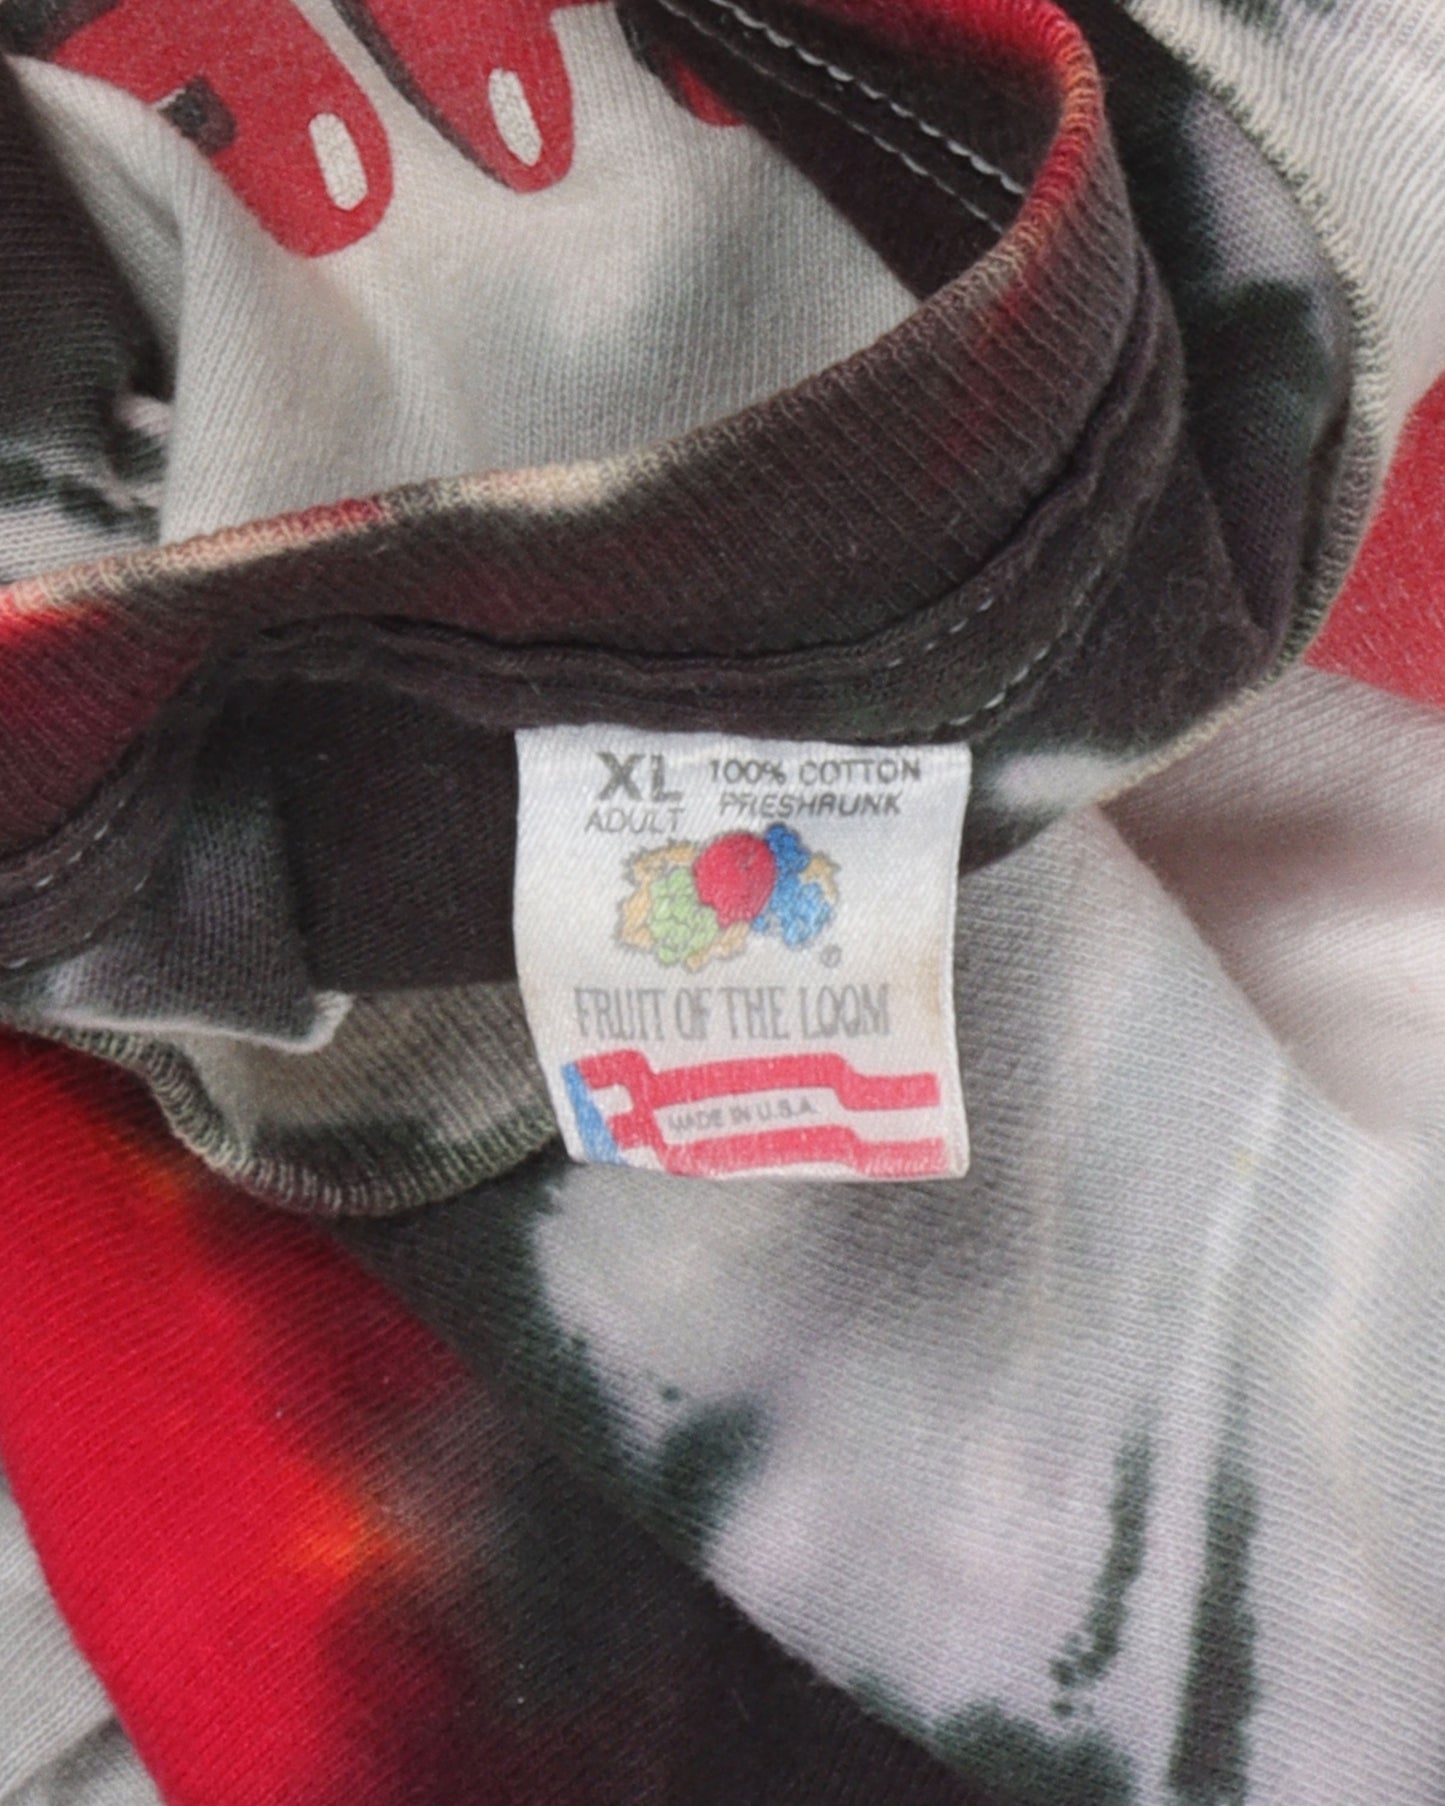 XL 100% COTTON
ADULT PRESHRUNK
®
FRUIT OF THE LOOM
MADE IN U.S.A.